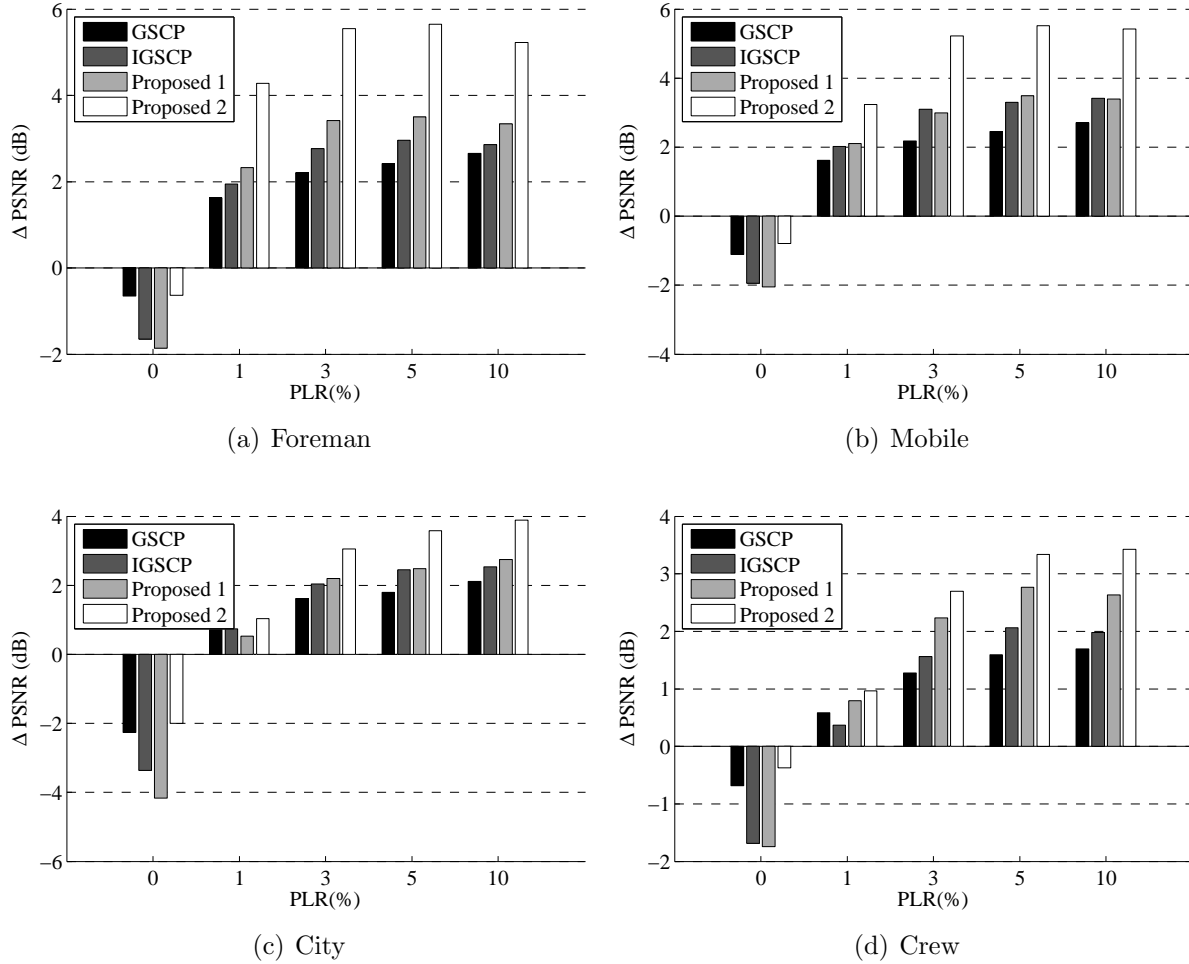 6
4
2
0
−2
Δ PSNR (dB)
GSCP
IGSCP
Proposed 1
Proposed 2
0 1 3 5 10
PLR(%)
(a) Foreman
6
4
2
0
−2
−4
Δ PSNR (dB)
GSCP
IGSCP
Proposed 1
Proposed 2
0 1 3 5 10
PLR(%)
(b) Mobile
4
2
0
−2
−4
−6
Δ PSNR (dB)
GSCP
IGSCP
Proposed 1
Proposed 2
0 1 3 5 10
PLR(%)
(c) City
4
3
2
1
0
−1
−2
Δ PSNR (dB)
GSCP
IGSCP
Proposed 1
Proposed 2
0 1 3 5 10
PLR(%)
(d) Crew